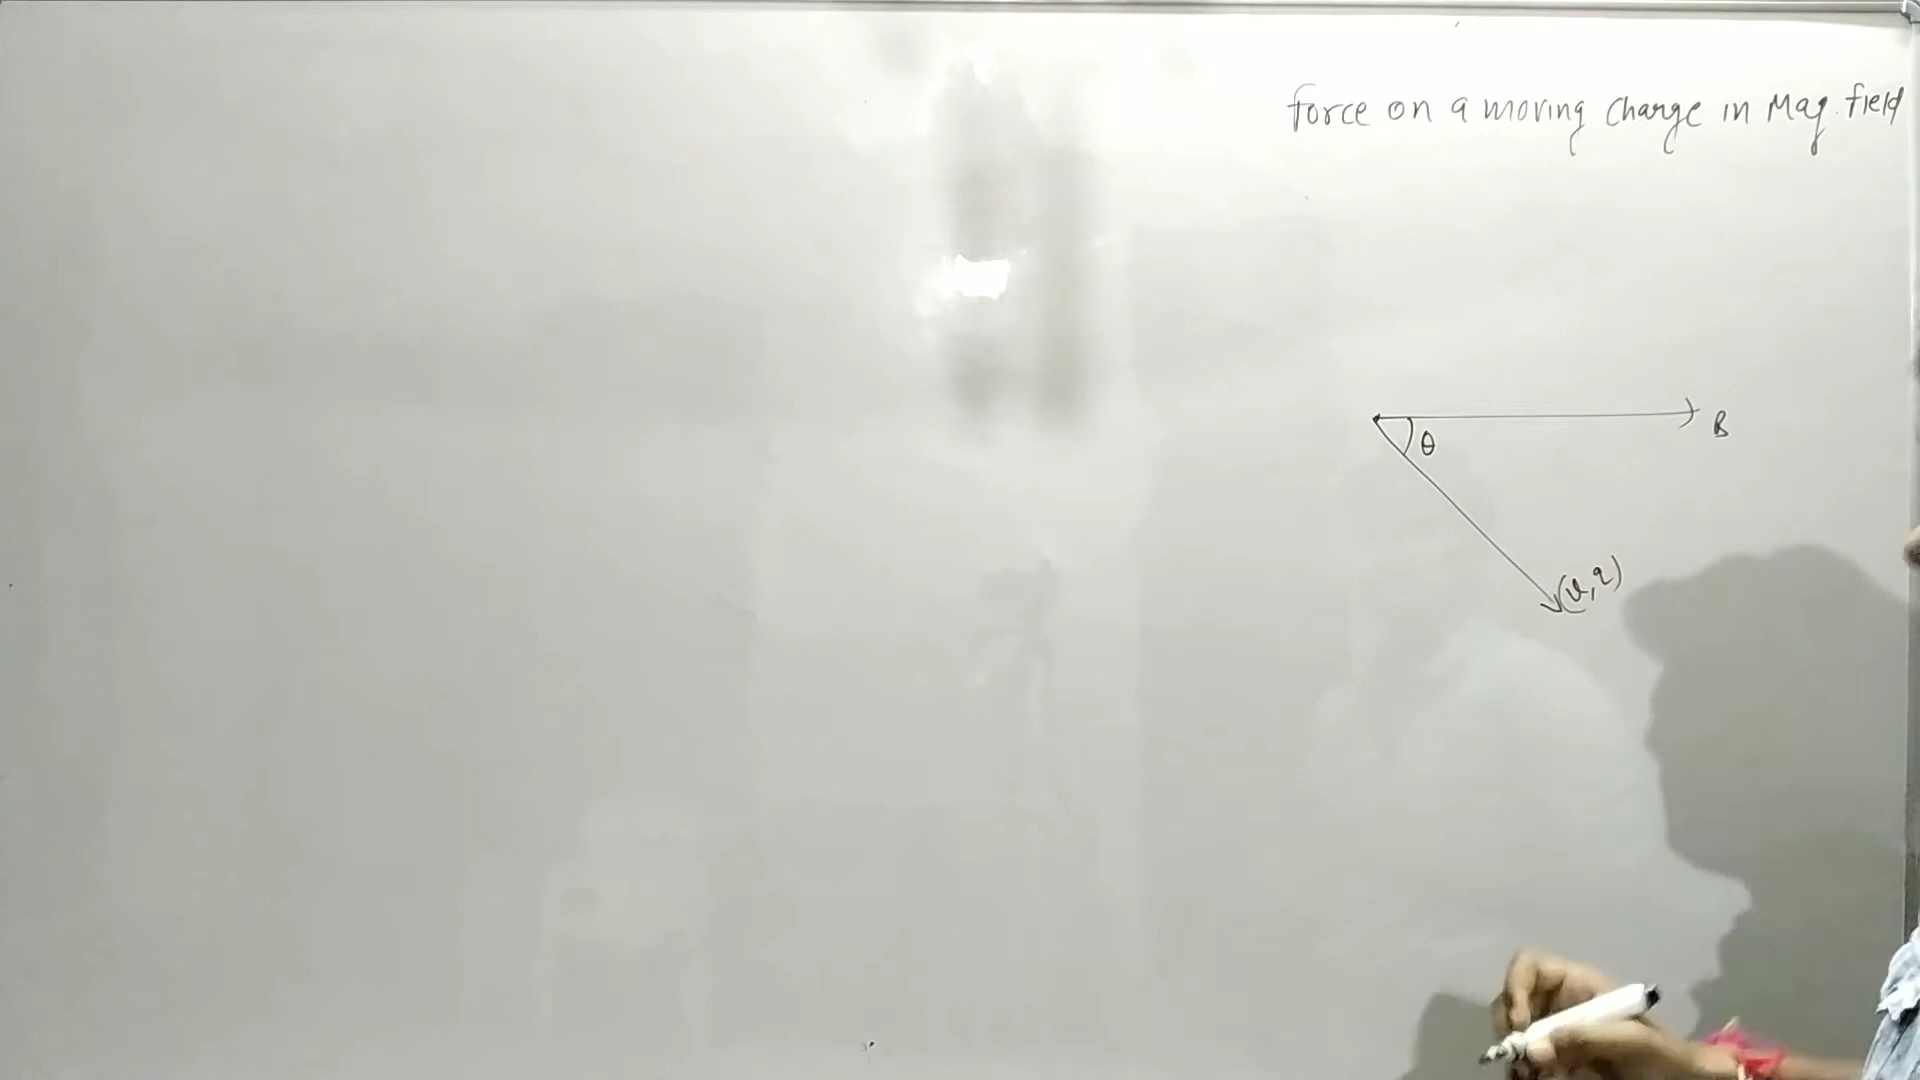 force on a moving charge in Mag. field
B
θ
(v, q)